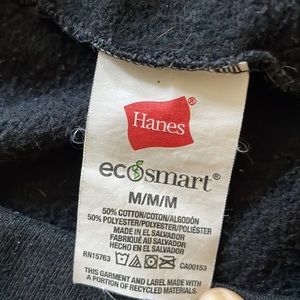 Hanes®
ecosmart®
M/M/M
50% COTTON/COTON/ALGODÓN
50% POLYESTER/POLYESTER/POLIÉSTER
MADE IN EL SALVADOR
FABRIQUÉ AU SALVADOR
HECHO EN EL SALVADOR
RN15763 CA00153
THIS GARMENT AND LABEL MADE WITH
A PORTION OF RECYCLED MATERIALS.